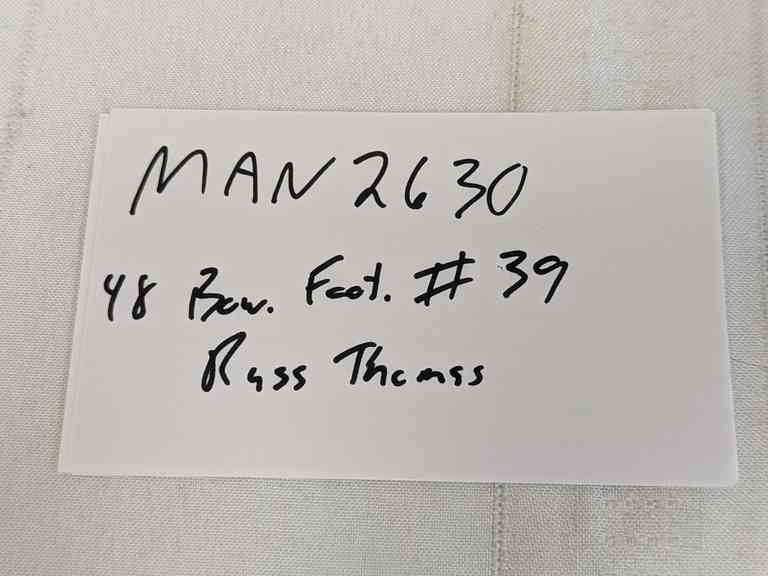 MAN2630
48 Bow. Foot. # 39
Russ Thomas